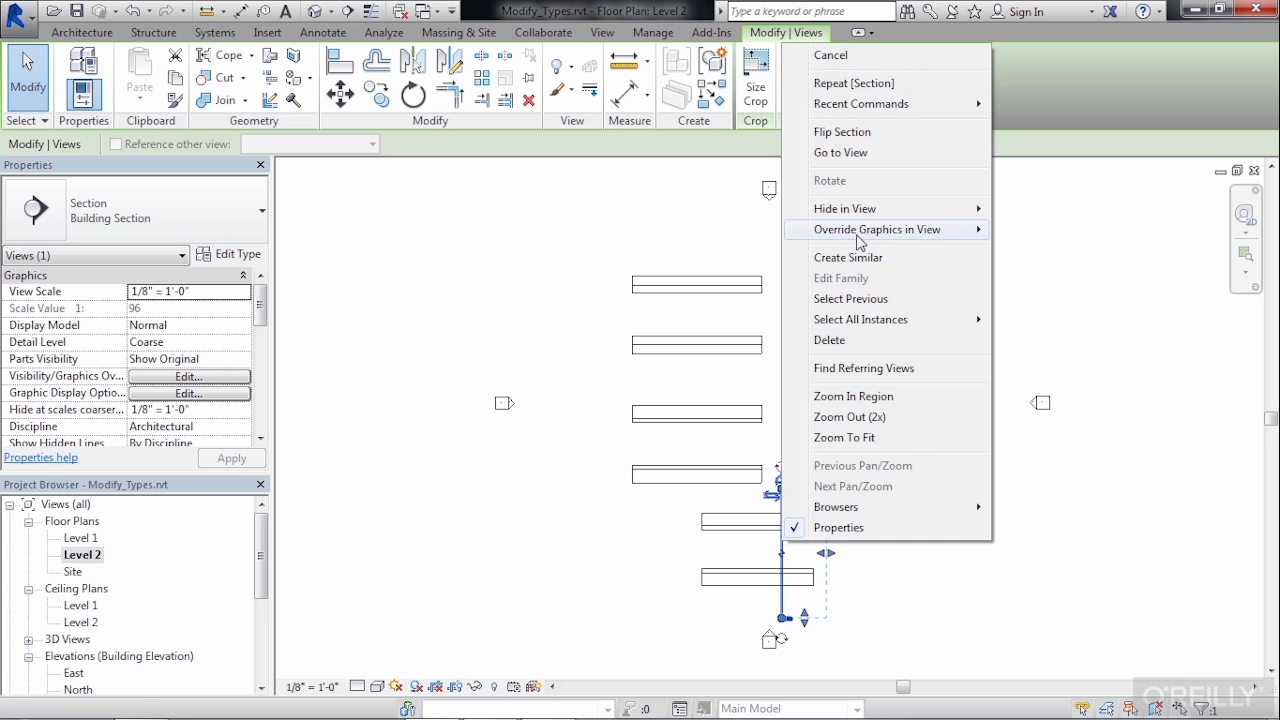 Modify_Types.rvt - Floor Plan: Level 2
Type a keyword or phrase
Sign In
Architecture Structure Systems Insert Annotate Analyze Massing & Site Collaborate View Manage Add-Ins Modify | Views
Modify
Paste
Cope
Cut
Join
Size
Crop
Select Properties Clipboard Geometry Modify View Measure Create Crop
Modify | Views
Reference other view:
Properties
Section
Building Section
Views (1)
Edit Type
Graphics
View Scale 1/8" = 1'-0"
Scale Value 1: 96
Display Model Normal
Detail Level Coarse
Parts Visibility Show Original
Visibility/Graphics Ov... Edit...
Graphic Display Optio... Edit...
Hide at scales coarser... 1/8" = 1'-0"
Discipline Architectural
Show Hidden Lines By Discipline
Properties help
Apply
Project Browser - Modify_Types.rvt
Views (all)
Floor Plans
Level 1
Level 2
Site
Ceiling Plans
Level 1
Level 2
3D Views
Elevations (Building Elevation)
East
North
Cancel
Repeat [Section]
Recent Commands
Flip Section
Go to View
Rotate
Hide in View
Override Graphics in View
Create Similar
Edit Family
Select Previous
Select All Instances
Delete
Find Referring Views
Zoom In Region
Zoom Out (2x)
Zoom To Fit
Previous Pan/Zoom
Next Pan/Zoom
Browsers
Properties
2D
1/8" = 1'-0"
:0
Main Model
:1
O'REILLY